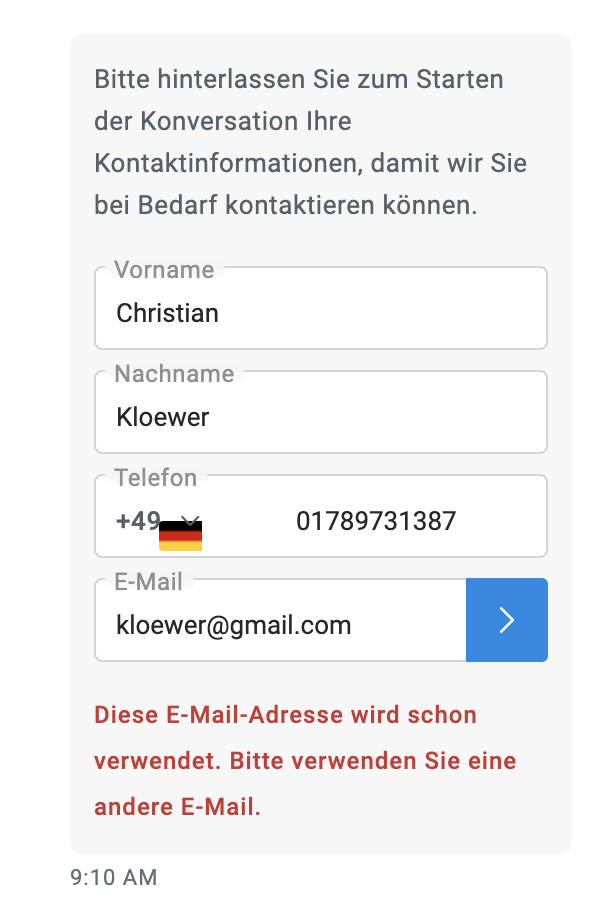 Bitte hinterlassen Sie zum Starten
der Konversation Ihre
Kontaktinformationen, damit wir Sie
bei Bedarf kontaktieren können.
Vorname
Christian
Nachname
Kloewer
Telefon
+49 01789731387
E-Mail
kloewer@gmail.com
Diese E-Mail-Adresse wird schon
verwendet. Bitte verwenden Sie eine
andere E-Mail.
9:10 AM